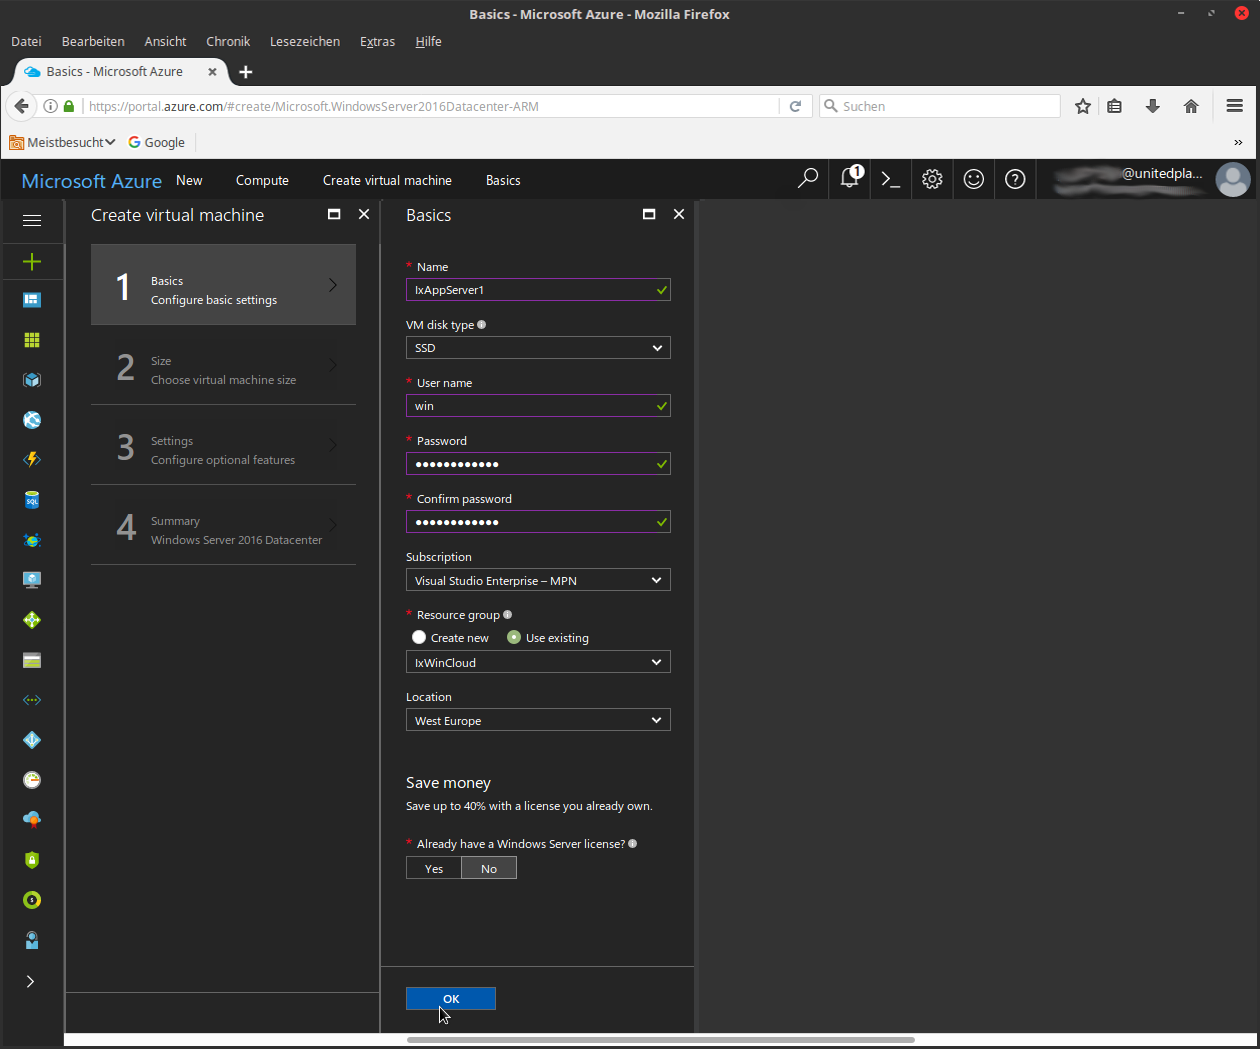 Basics - Microsoft Azure - Mozilla Firefox
Datei Bearbeiten Ansicht Chronik Lesezeichen Extras Hilfe
Basics - Microsoft Azure
https://portal.azure.com/#create/Microsoft.WindowsServer2016Datacenter-ARM
Suchen
Meistbesucht Google
Microsoft Azure New Compute Create virtual machine Basics
1
@unitedpla...
Create virtual machine
1
Basics
Configure basic settings
2
Size
Choose virtual machine size
3
Settings
Configure optional features
4
Summary
Windows Server 2016 Datacenter
SQL
Basics
* Name
IxAppServer1
VM disk type
SSD
* User name
win
* Password
●●●●●●●●●●●●
* Confirm password
●●●●●●●●●●●●
Subscription
Visual Studio Enterprise – MPN
* Resource group
Create new Use existing
IxWinCloud
Location
West Europe
Save money
Save up to 40% with a license you already own.
* Already have a Windows Server license?
Yes No
OK